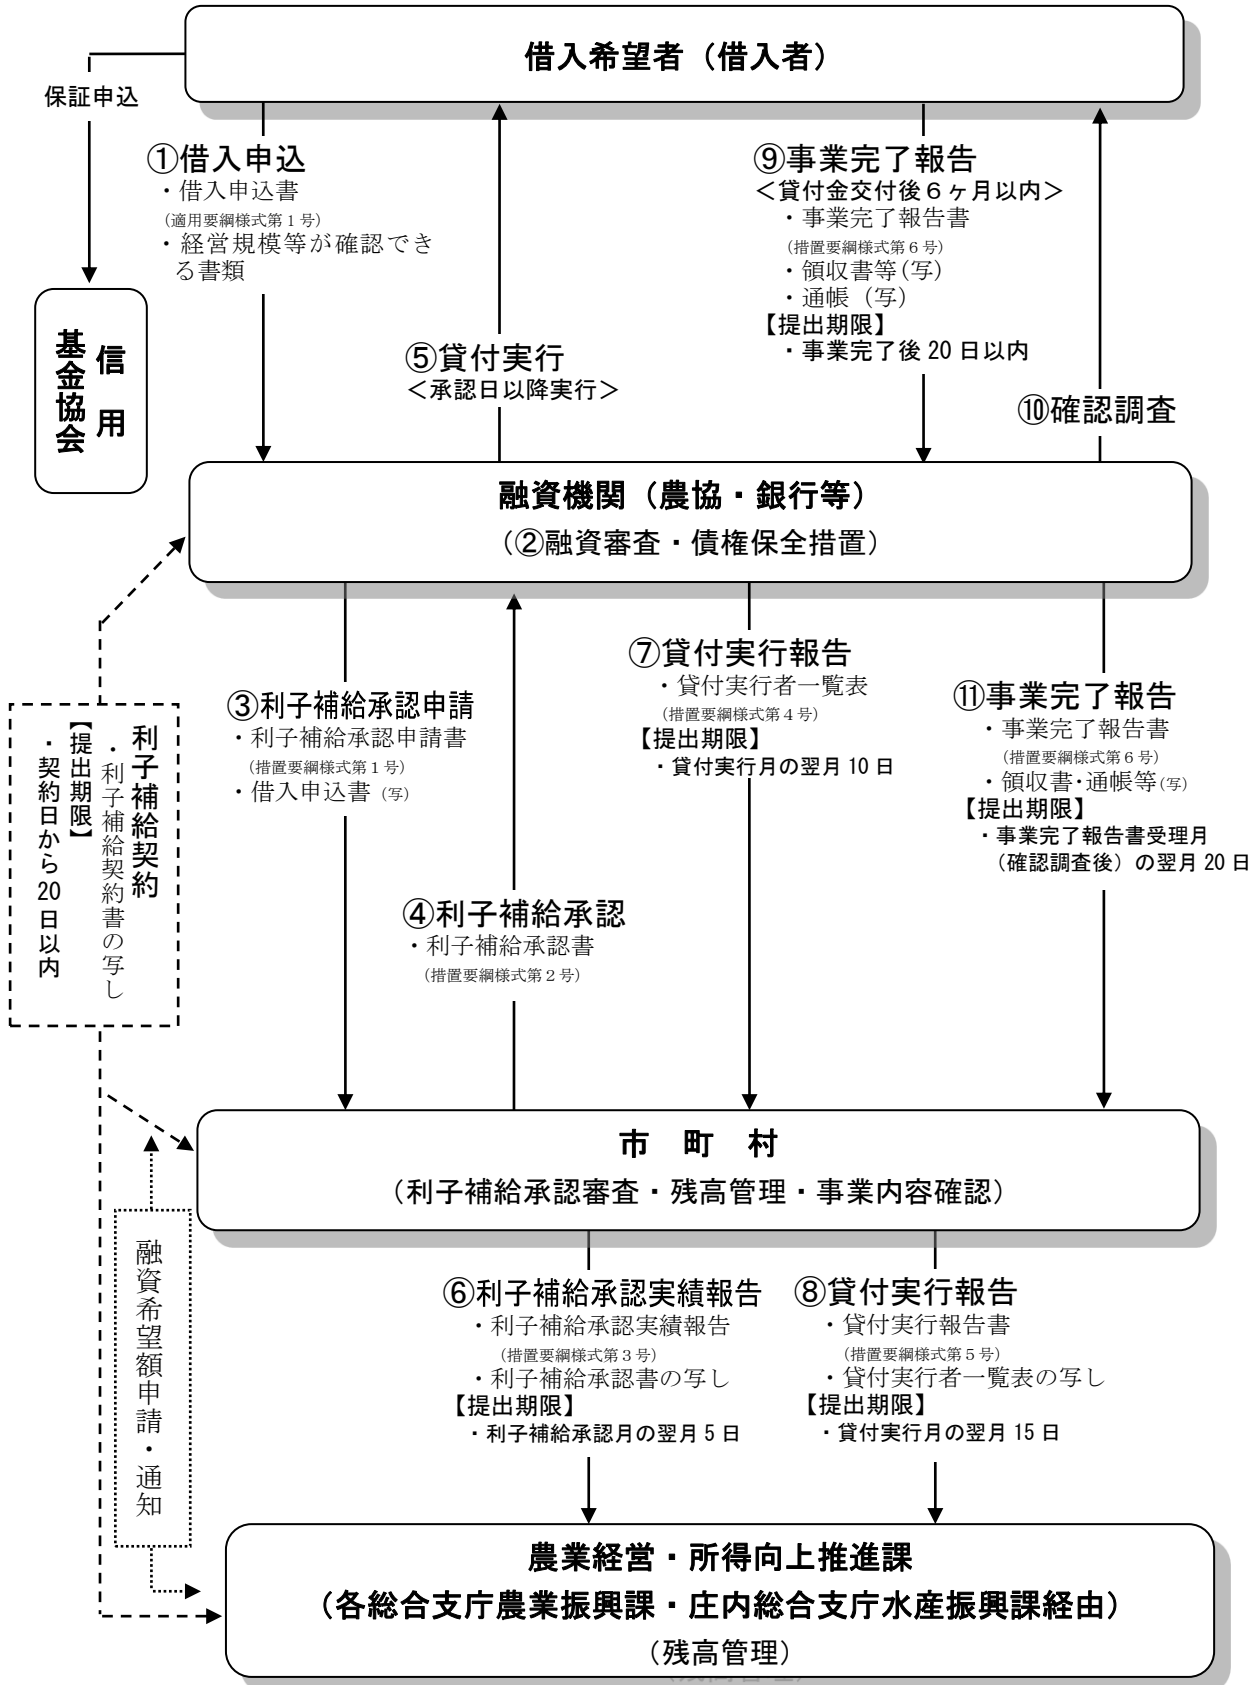 借入希望者（借入者）
保証申込
①借入申込
・借入申込書
（適用要綱様式第１号）
・経営規模等が確認でき
る書類
⑨事業完了報告
＜貸付金交付後６ヶ月以内＞
・事業完了報告書
（措置要綱様式第６号）
・領収書等（写）
・通帳（写）
【提出期限】
・事業完了後20日以内
信用
基金協会
⑤貸付実行
＜承認日以降実行＞
⑩確認調査
融資機関（農協・銀行等）
（②融資審査・債権保全措置）
③利子補給承認申請
・利子補給承認申請書
（措置要綱様式第１号）
・借入申込書（写）
⑦貸付実行報告
・貸付実行者一覧表
（措置要綱様式第４号）
【提出期限】
・貸付実行月の翌月10日
⑪事業完了報告
・事業完了報告書
（措置要綱様式第６号）
・領収書・通帳等（写）
【提出期限】
・事業完了報告書受理月
（確認調査後）の翌月20日
利子補給契約
・利子補給契約書の写し
【提出期限】
・契約日から20日以内
④利子補給承認
・利子補給承認書
（措置要綱様式第２号）
市　町　村
（利子補給承認審査・残高管理・事業内容確認）
融資希望額申請・通知
⑥利子補給承認実績報告
・利子補給承認実績報告
（措置要綱様式第３号）
・利子補給承認書の写し
【提出期限】
・利子補給承認月の翌月5日
⑧貸付実行報告
・貸付実行報告書
（措置要綱様式第５号）
・貸付実行者一覧表の写し
【提出期限】
・貸付実行月の翌月15日
農業経営・所得向上推進課
（各総合支庁農業振興課・庄内総合支庁水産振興課経由）
（残高管理）